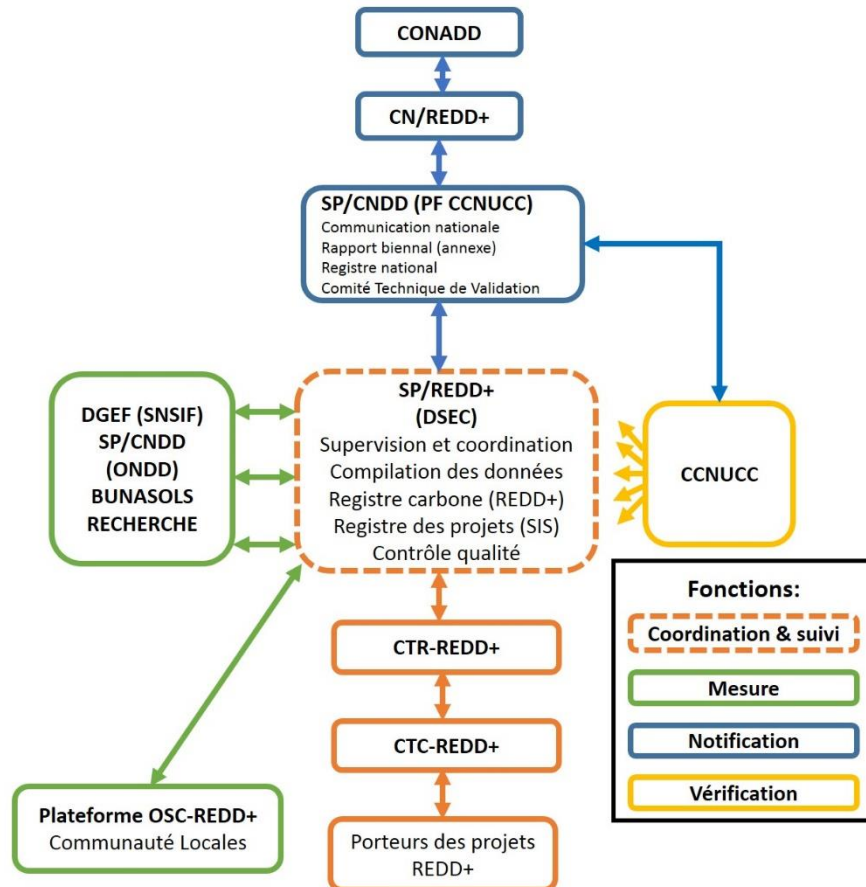 CONADD
CN/REDD+
SP/CNDD (PF CCNUCC)
Communication nationale
Rapport biennal (annexe)
Registre national
Comité Technique de Validation
DGEF (SNSIF)
SP/CNDD
(ONDD)
BUNASOLS
RECHERCHE
SP/REDD+
(DSEC)
Supervision et coordination
Compilation des données
Registre carbone (REDD+)
Registre des projets (SIS)
Contrôle qualité
CCNUCC
CTR-REDD+
CTC-REDD+
Porteurs des projets
REDD+
Plateforme OSC-REDD+
Communauté Locales
Fonctions:
Coordination & suivi
Mesure
Notification
Vérification